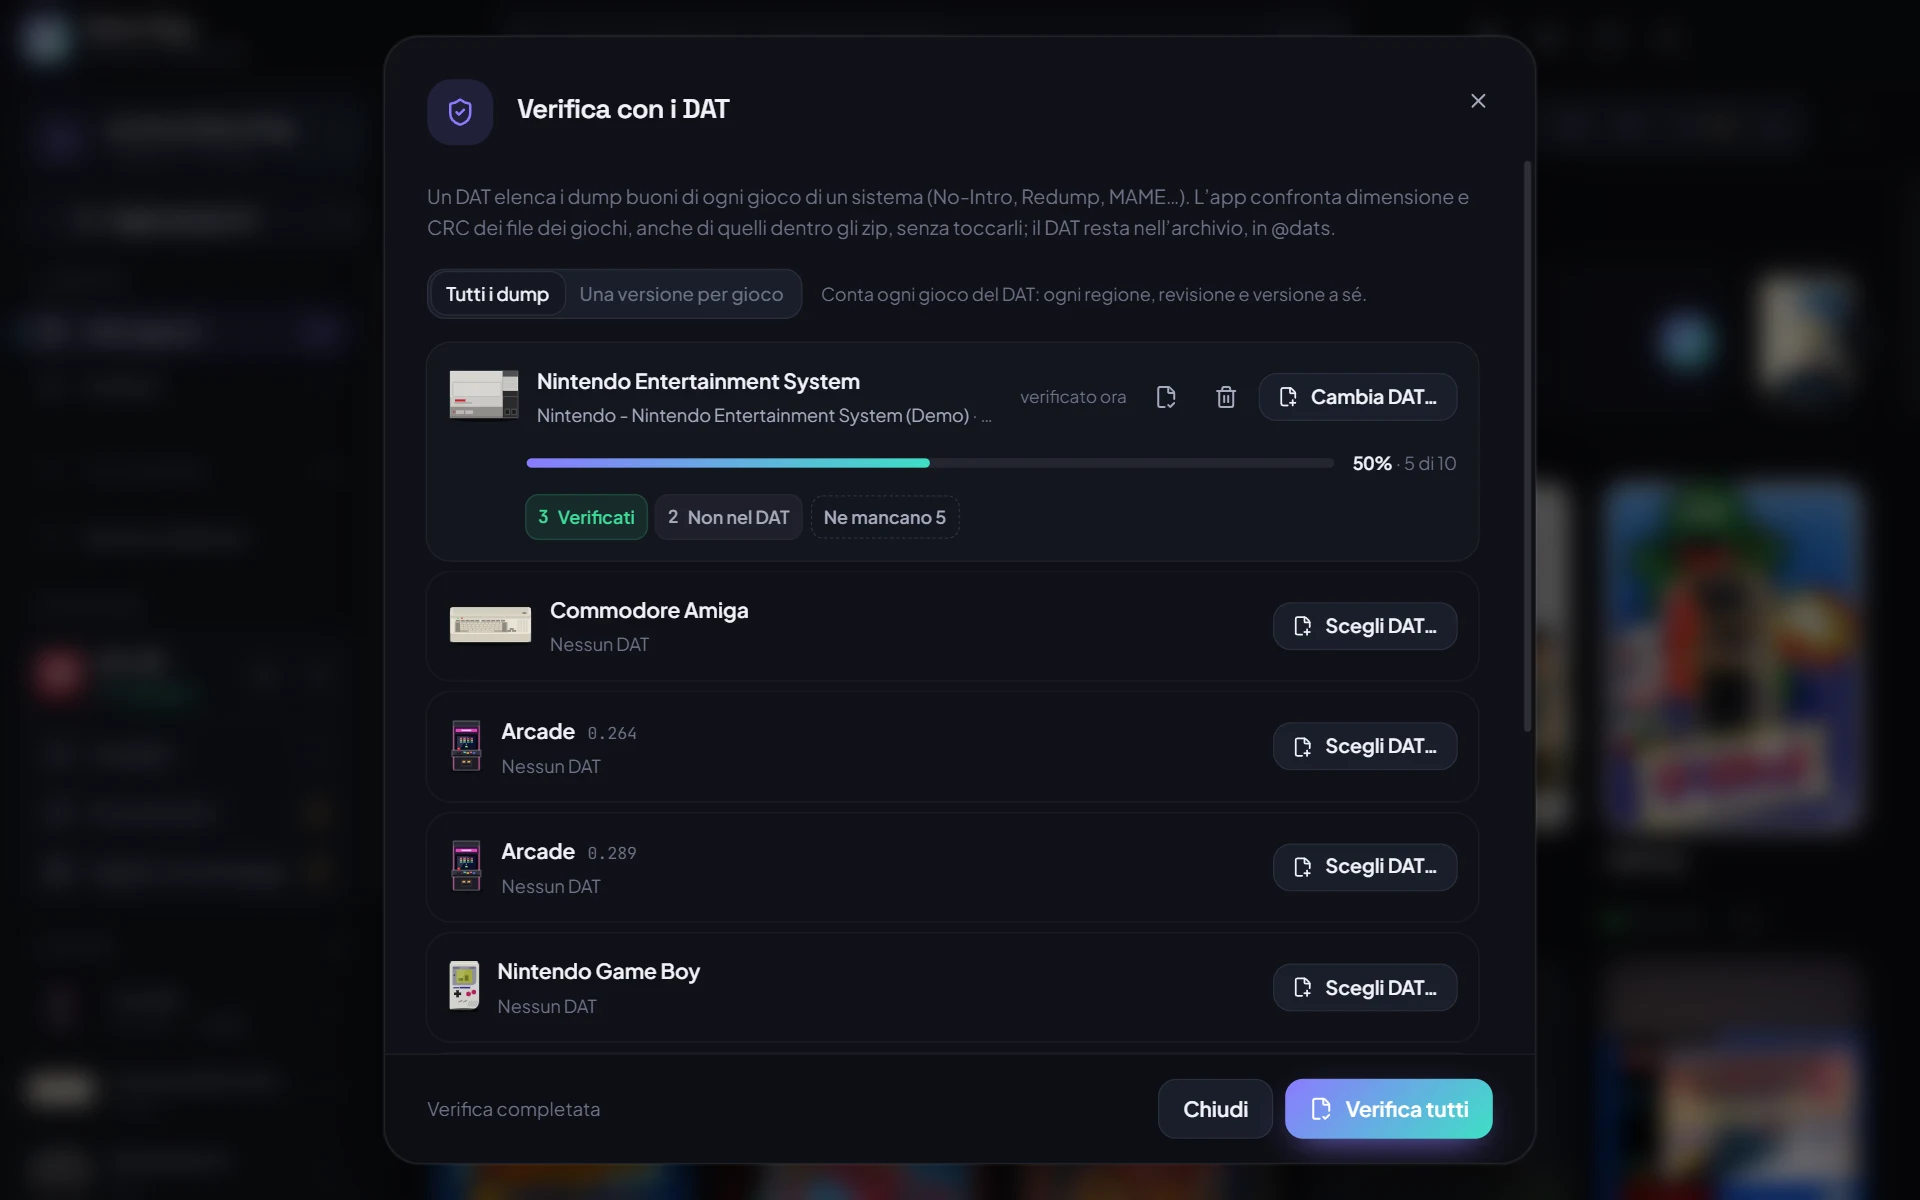 Verifica con i DAT
Un DAT elenca i dump buoni di ogni gioco di un sistema (No-Intro, Redump, MAME…). L’app confronta dimensione e
CRC dei file dei giochi, anche di quelli dentro gli zip, senza toccarli; il DAT resta nell’archivio, in @dats.
Tutti i dump
Una versione per gioco
Conta ogni gioco del DAT: ogni regione, revisione e versione a sé.
Nintendo Entertainment System
Nintendo - Nintendo Entertainment System (Demo) · …
verificato ora
Cambia DAT…
50% · 5 di 10
3 Verificati
2 Non nel DAT
Ne mancano 5
Commodore Amiga
Nessun DAT
Scegli DAT…
Arcade 0.264
Nessun DAT
Scegli DAT…
Arcade 0.289
Nessun DAT
Scegli DAT…
Nintendo Game Boy
Nessun DAT
Scegli DAT…
Verifica completata
Chiudi
Verifica tutti